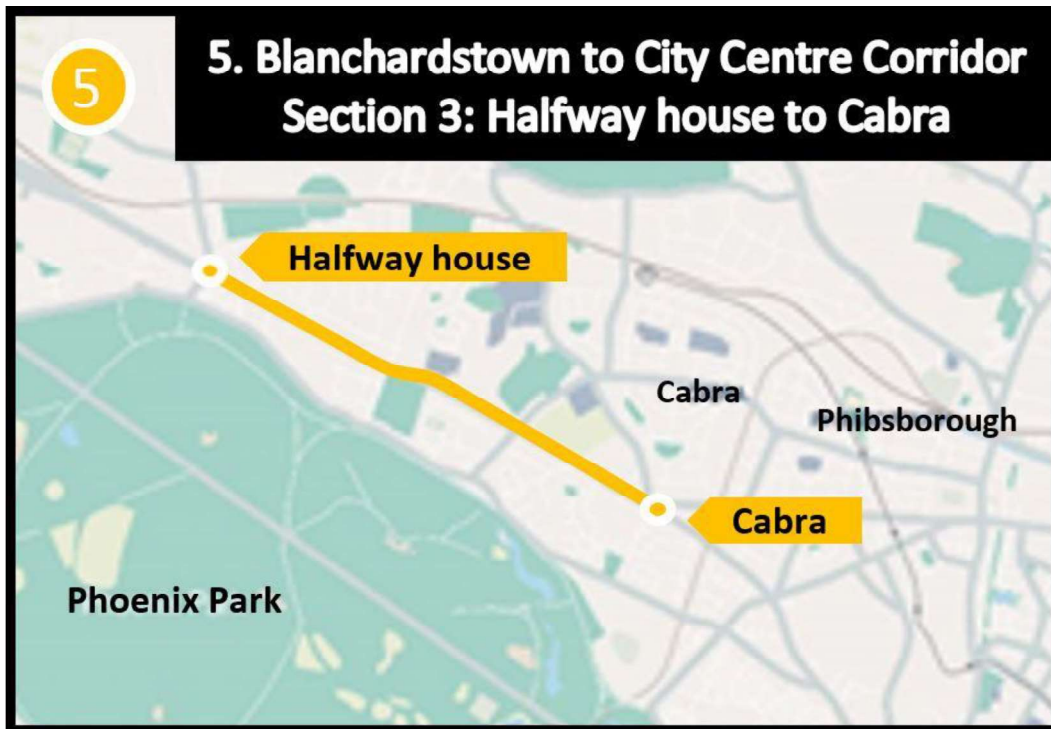 5
5. Blanchardstown to City Centre Corridor
Section 3: Halfway house to Cabra
Halfway house
Cabra
Phibsborough
Cabra
Phoenix Park